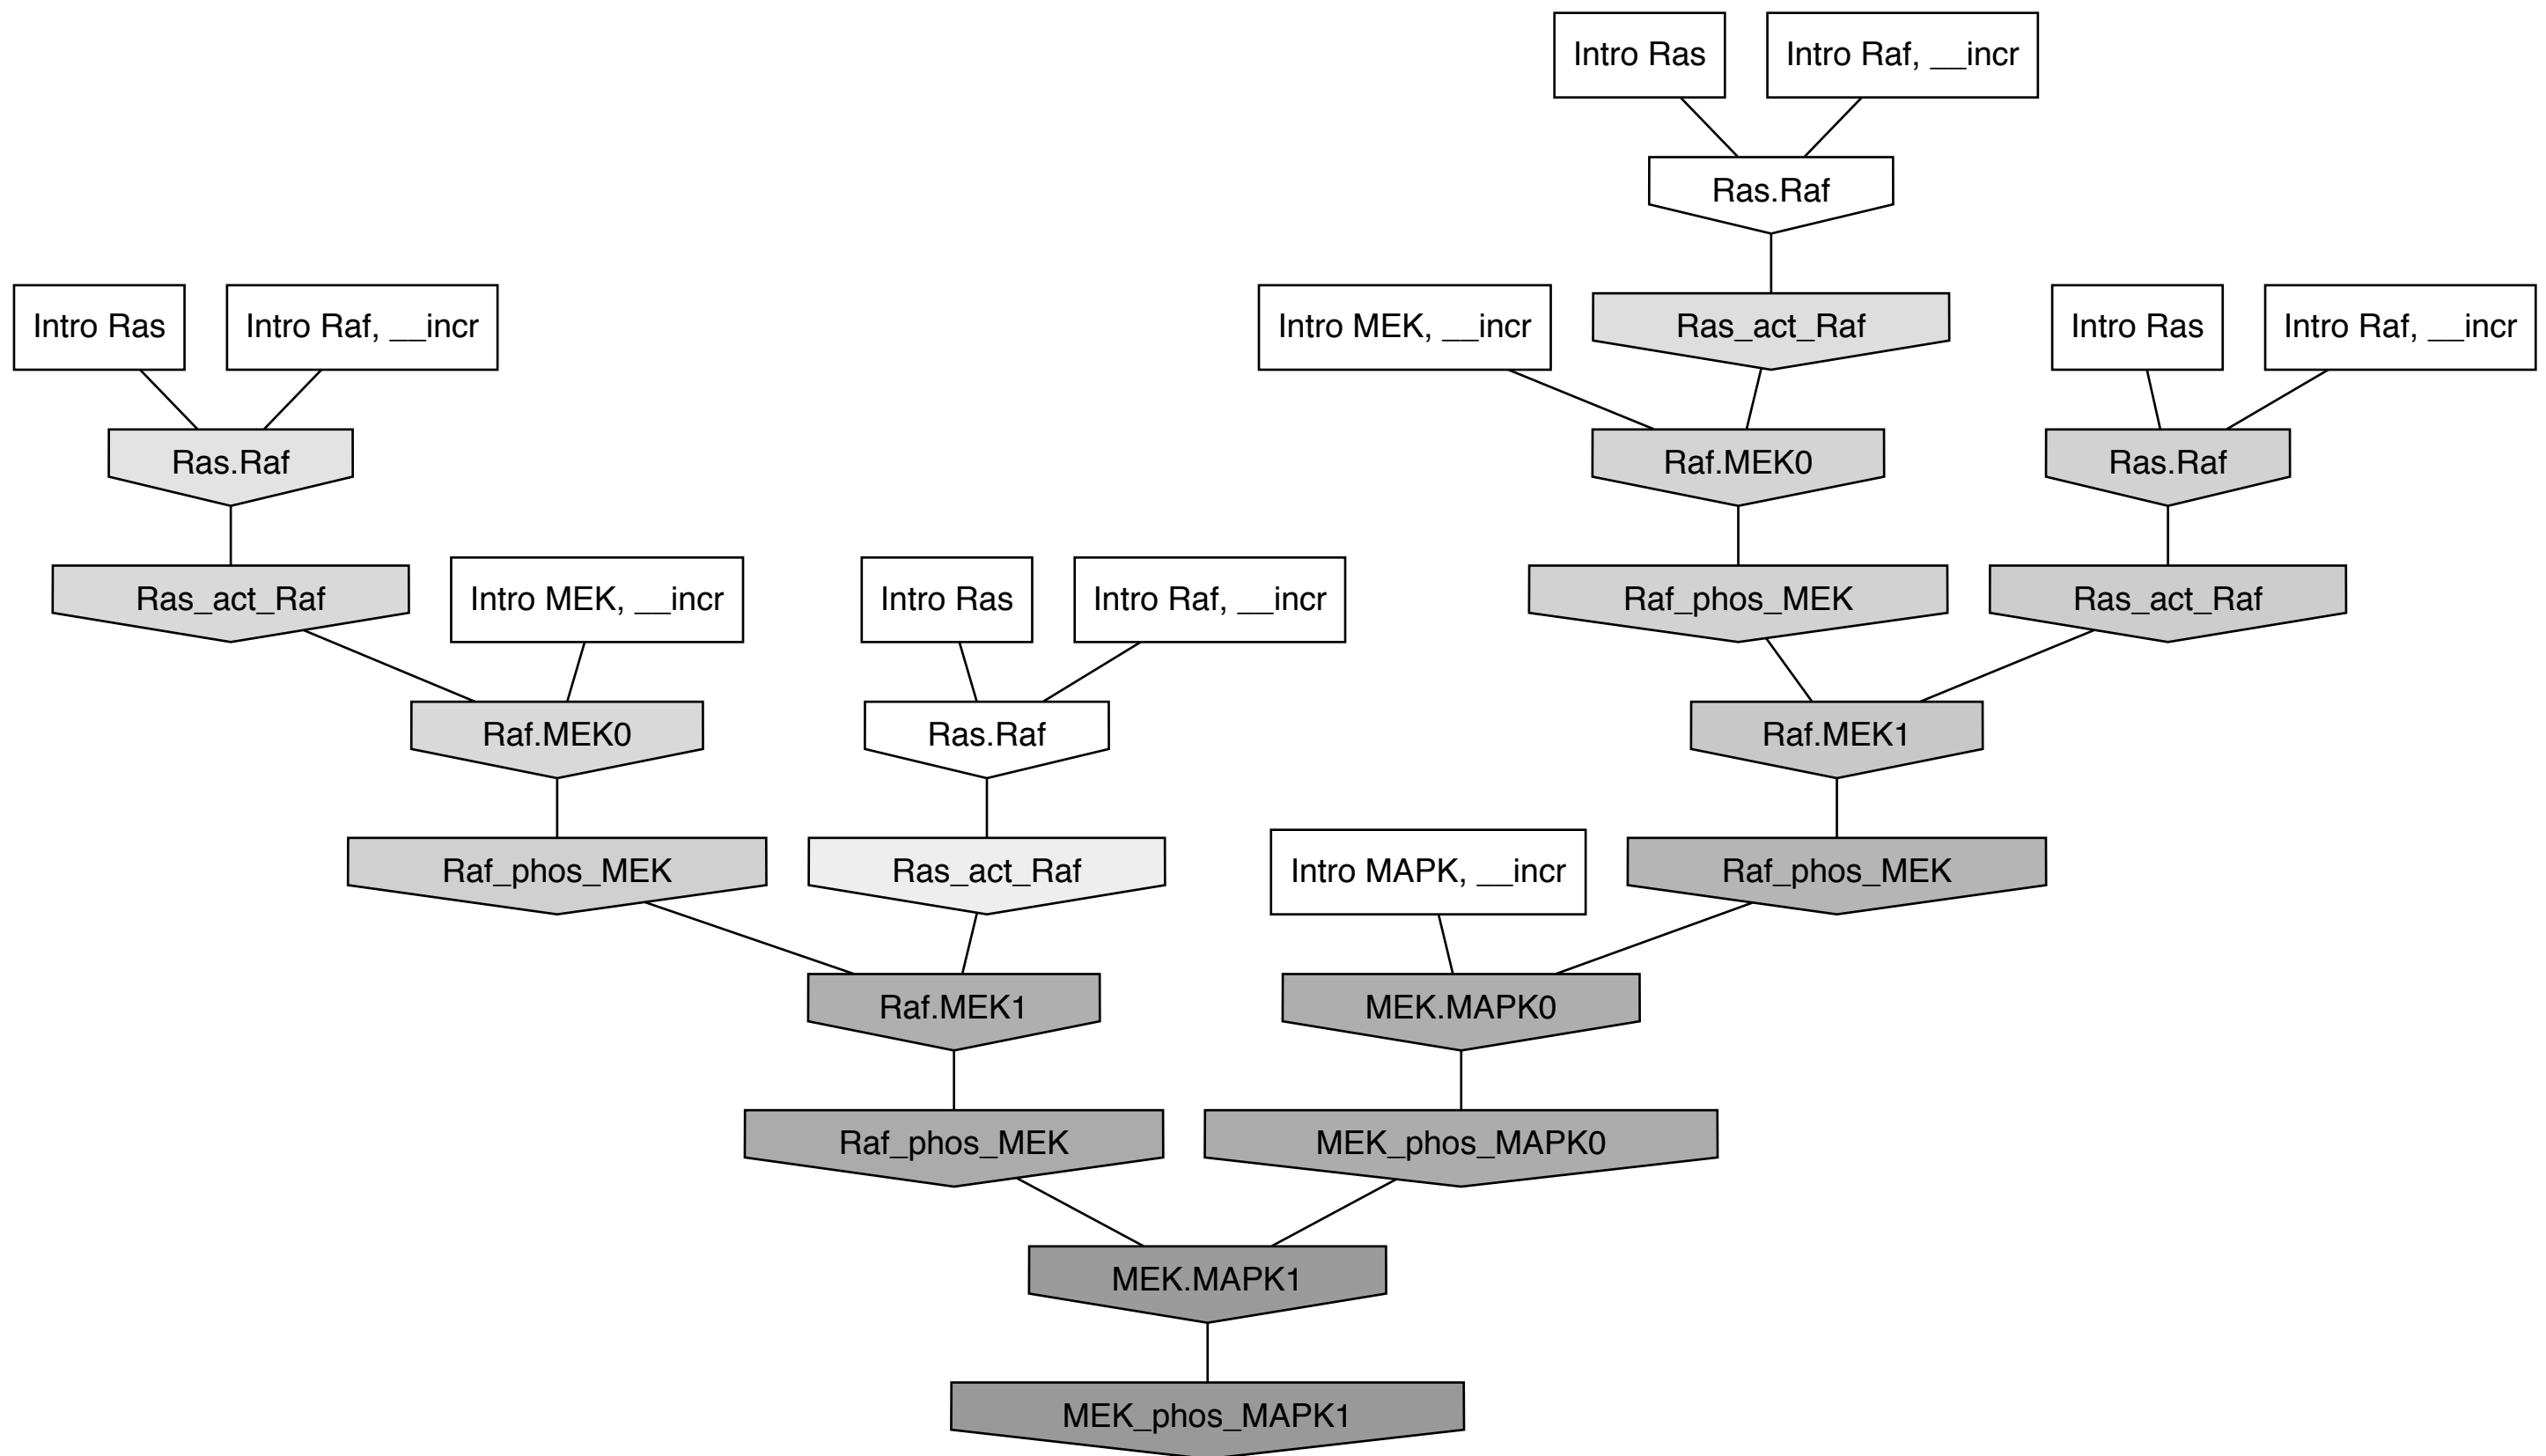 Intro Ras
Intro Raf, __incr
Ras.Raf
Intro Ras
Intro Raf, __incr
Intro MEK, __incr
Ras_act_Raf
Intro Ras
Intro Raf, __incr
Ras.Raf
Raf.MEK0
Ras.Raf
Ras_act_Raf
Intro MEK, __incr
Intro Ras
Intro Raf, __incr
Raf_phos_MEK
Ras_act_Raf
Raf.MEK0
Ras.Raf
Raf.MEK1
Raf_phos_MEK
Ras_act_Raf
Intro MAPK, __incr
Raf_phos_MEK
Raf.MEK1
MEK.MAPK0
Raf_phos_MEK
MEK_phos_MAPK0
MEK.MAPK1
MEK_phos_MAPK1